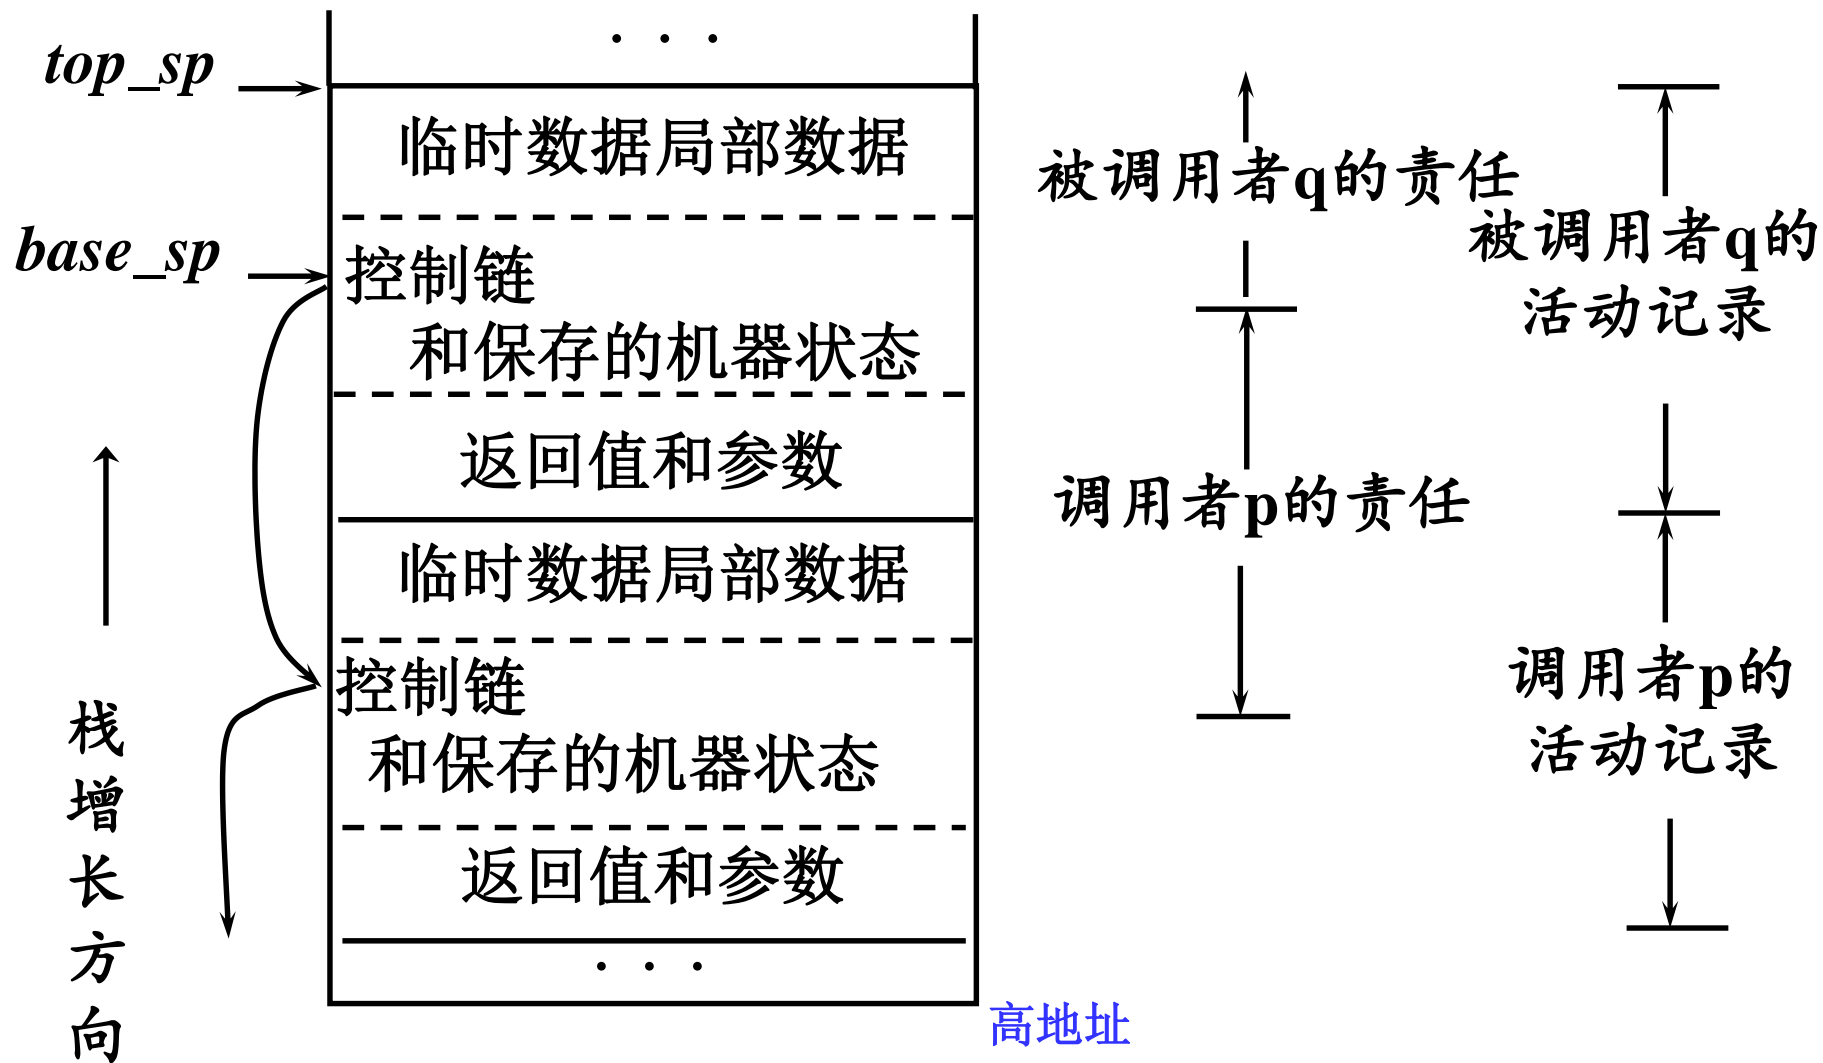 . . .
top_sp
临时数据局部数据
base_sp
控制链
和保存的机器状态
返回值和参数
临时数据局部数据
控制链
和保存的机器状态
返回值和参数
. . .
高地址
栈增长方向
被调用者q的责任
调用者p的责任
被调用者q的
活动记录
调用者p的
活动记录